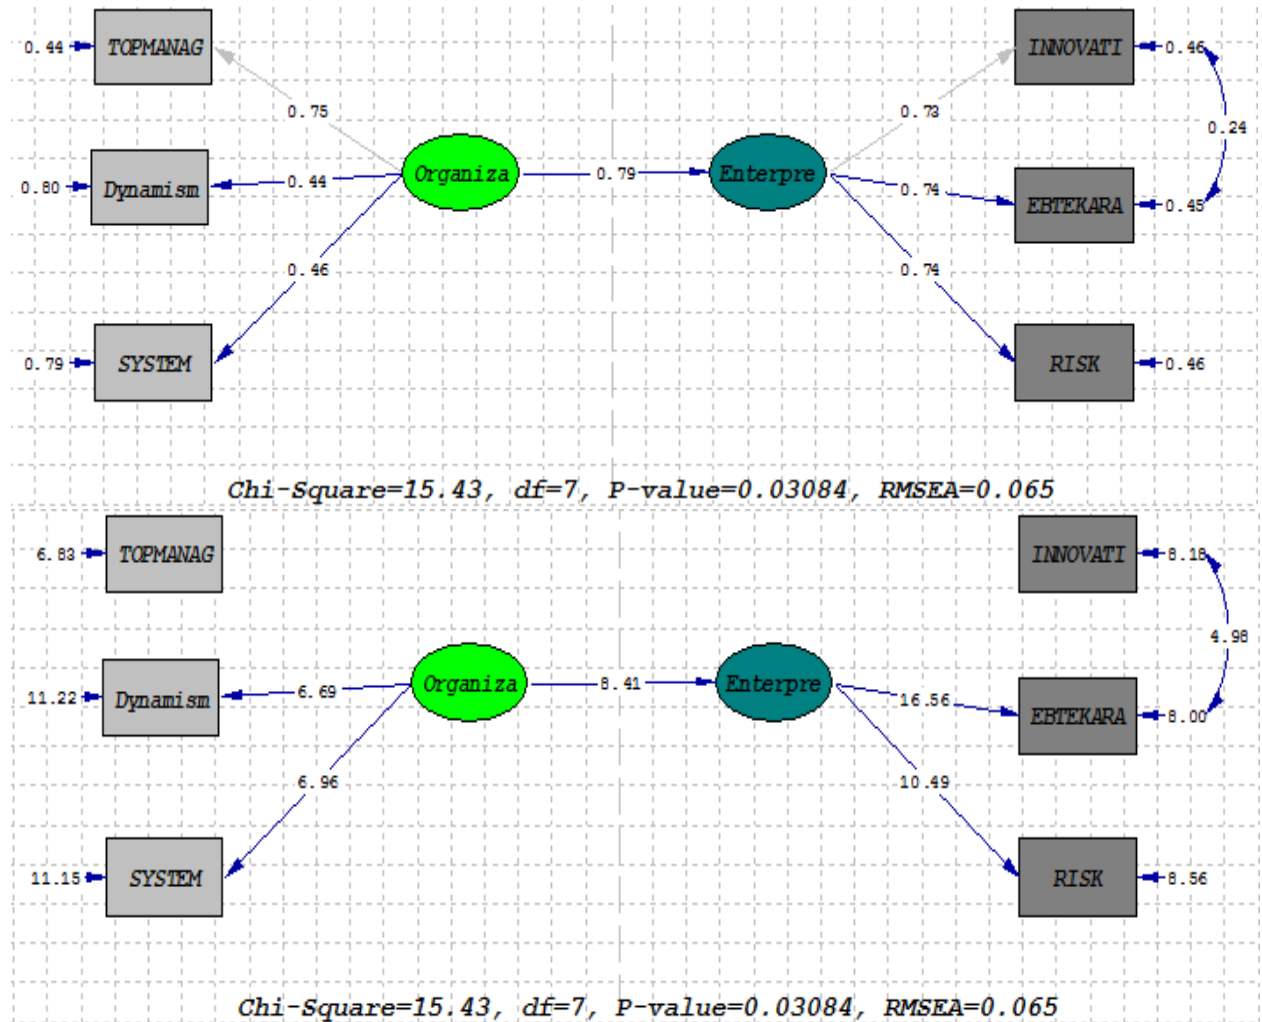 0.44 TOPMANAG INNOVATI 0.46
0.75 0.73
0.24
0.80 Dynamism 0.44 Organiza 0.79 Enterpre 0.74 EBTEKARA 0.45
0.46 0.74
0.79 SYSTEM RISK 0.46
Chi-Square=15.43, df=7, P-value=0.03084, RMSEA=0.065
6.83 TOPMANAG INNOVATI 8.18
4.98
11.22 Dynamism 6.69 Organiza 8.41 Enterpre 16.56 EBTEKARA 8.00
6.96 10.49
11.15 SYSTEM RISK 8.56
Chi-Square=15.43, df=7, P-value=0.03084, RMSEA=0.065